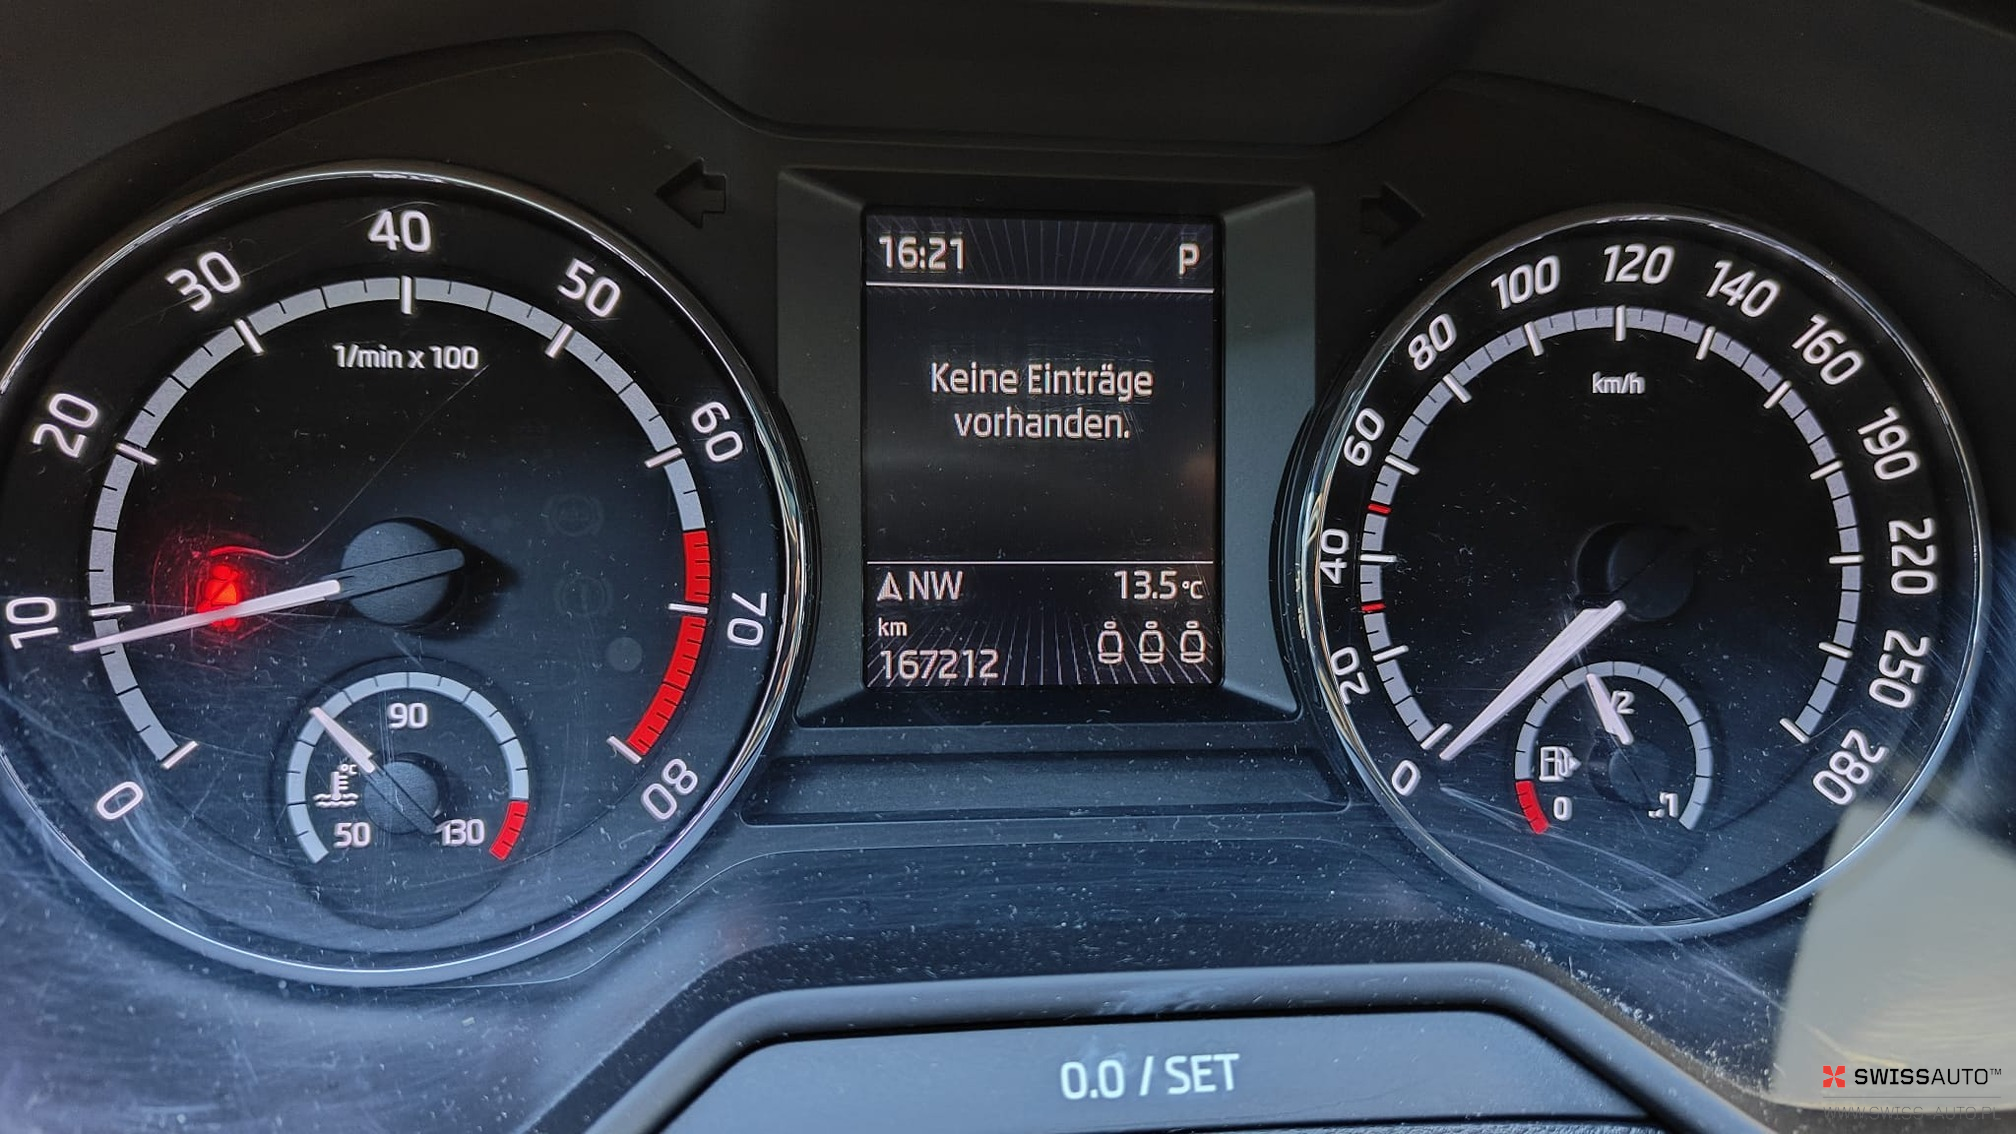 0
10
20
30
40
50
60
70
80
1/min x 100
50
90
130
°C
16:21 P
Keine Einträge
vorhanden.
NW 13.5 °C
km
167212
0
20
40
60
80
100
120
140
160
190
220
250
280
km/h
0
1/2
0.0 / SET
SWISSAUTO™